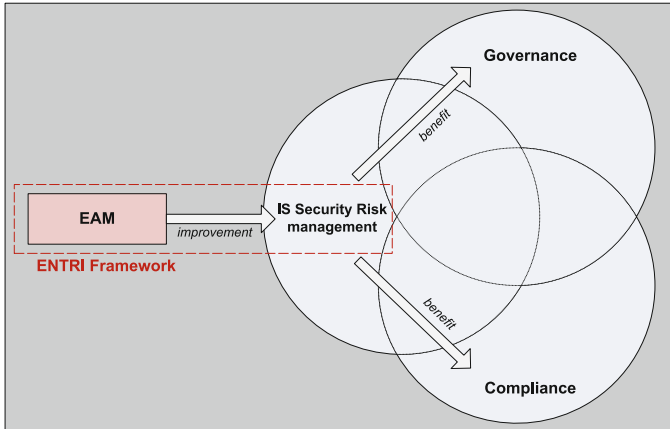 Governance
benefit
EAM
improvement
IS Security Risk
management
ENTRI Framework
benefit
Compliance